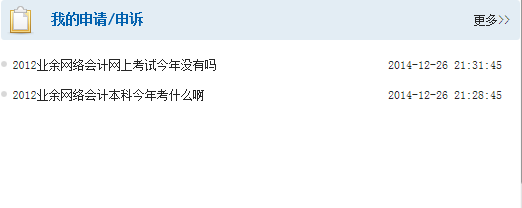 我的申请/申诉 更多>>
2012业余网络会计网上考试今年没有吗 2014-12-26 21:31:45
2012业余网络会计本科今年考什么啊 2014-12-26 21:28:45